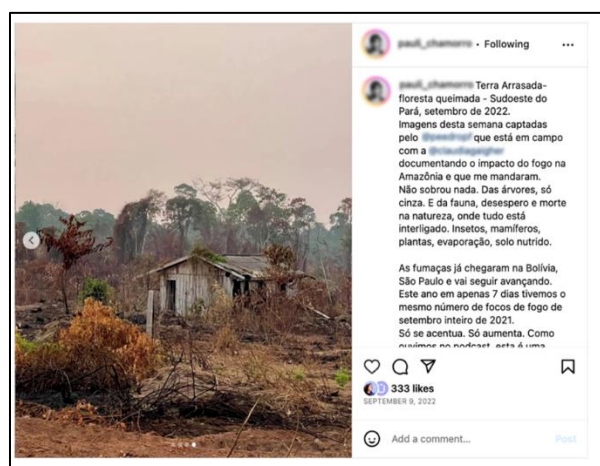 pauli_chamorro • Following
pauli_chamorro Terra Arrasada-
floresta queimada - Sudoeste do
Pará, setembro de 2022.
Imagens desta semana captadas
pelo que está em campo
com a @claudiagaigher
documentando o impacto do fogo na
Amazônia e que me mandaram.
Não sobrou nada. Das árvores, só
cinza. E da fauna, desespero e morte
na natureza, onde tudo está
interligado. Insetos, mamíferos,
plantas, evaporação, solo nutrido.
As fumaças já chegaram na Bolívia,
São Paulo e vai seguir avançando.
Este ano em apenas 7 dias tivemos o
mesmo número de focos de fogo de
setembro inteiro de 2021.
Só se acentua. Só aumenta. Como
ouvimos no podcast, esta é uma
333 likes
SEPTEMBER 9, 2022
Add a comment...
Post